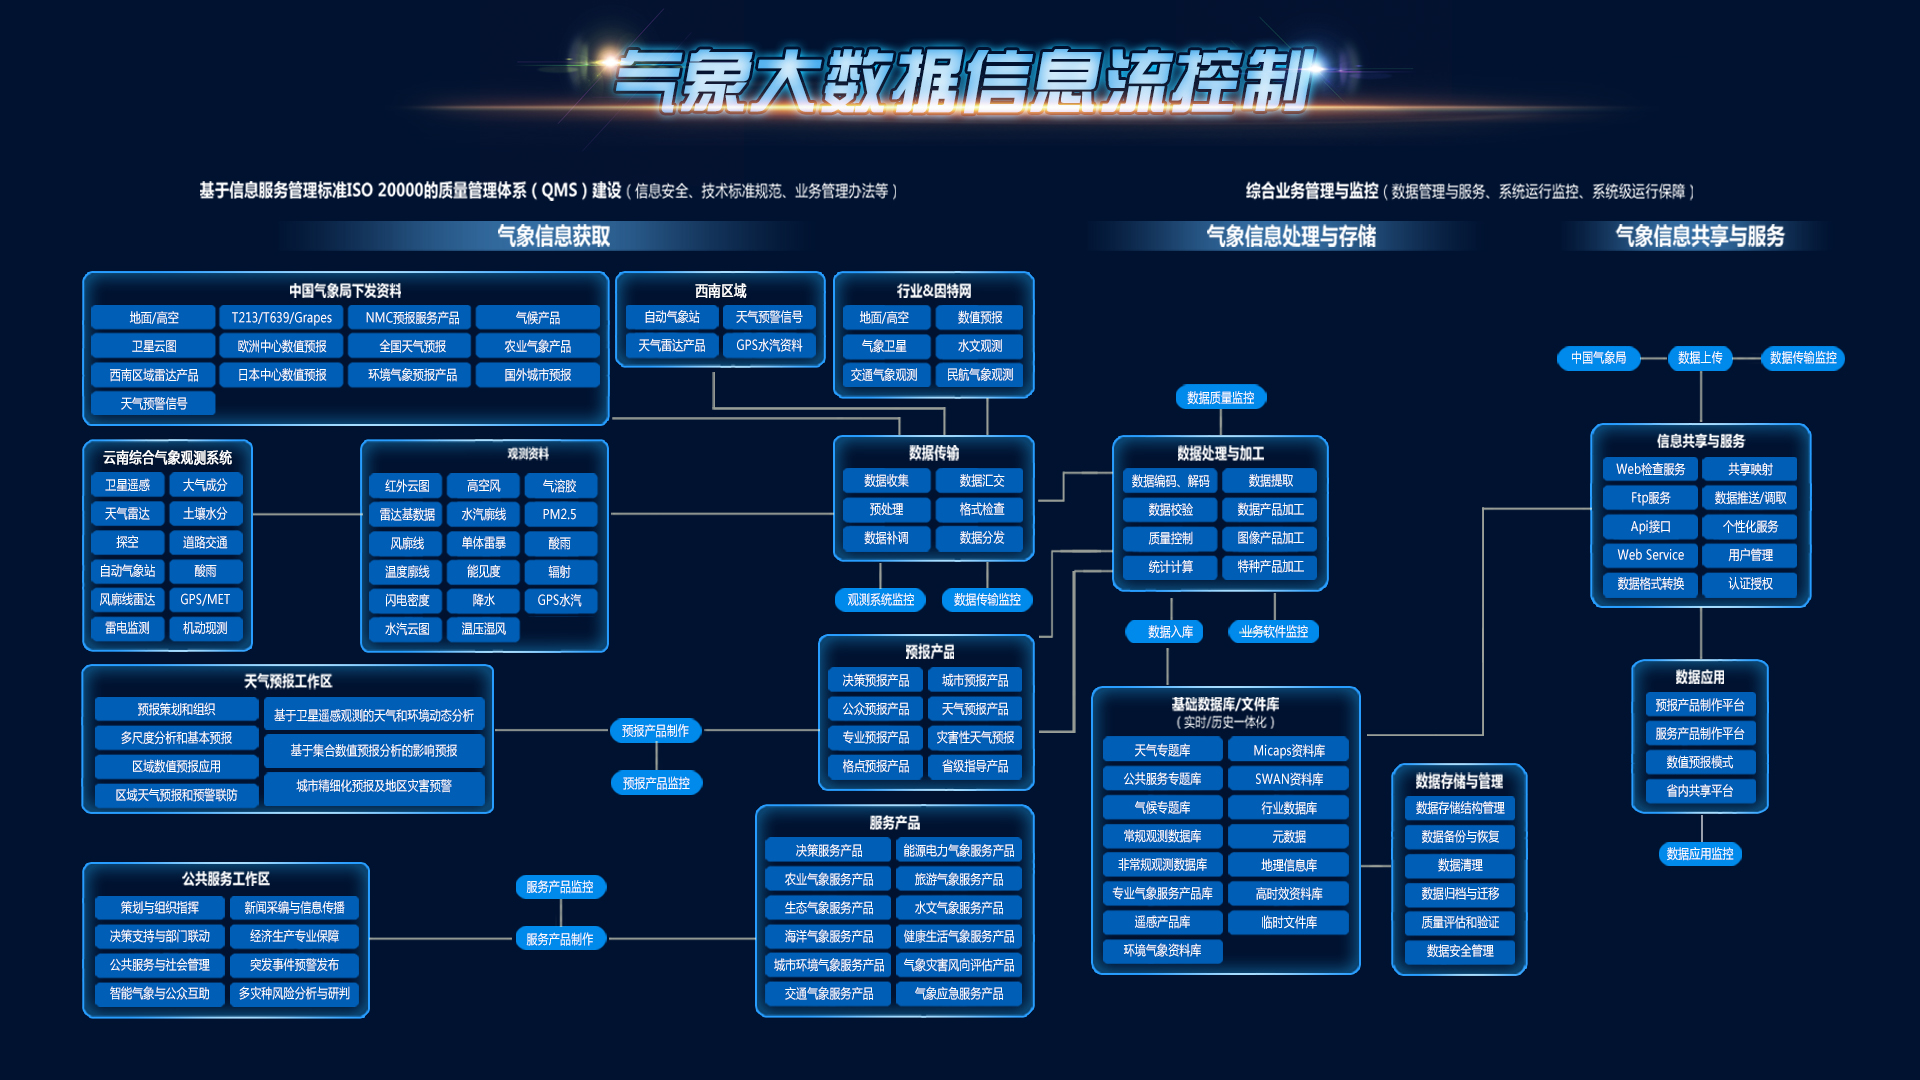 气象大数据信息流控制
基于信息服务管理标准ISO 20000的质量管理体系（QMS）建设（信息安全、技术标准规范、业务管理办法等）
综合业务管理与监控（数据管理与服务、系统运行监控、系统级运行保障）
气象信息获取
气象信息处理与存储
气象信息共享与服务
中国气象局下发资料
地面/高空
T213/T639/Grapes
NMC预报服务产品
气候产品
卫星云图
欧洲中心数值预报
全国天气预报
农业气象产品
西南区域雷达产品
日本中心数值预报
环境气象预报产品
国外城市预报
天气预警信号
西南区域
自动气象站
天气预警信号
天气雷达产品
GPS水汽资料
行业&因特网
地面/高空
数值预报
气象卫星
水文观测
交通气象观测
民航气象观测
云南综合气象观测系统
卫星遥感
大气成分
天气雷达
土壤水分
探空
道路交通
自动气象站
酸雨
风廓线雷达
GPS/MET
雷电监测
机动现测
观测资料
红外云图
高空风
气溶胶
雷达基数据
水汽廓线
PM2.5
风廓线
单体雷暴
酸雨
温度廓线
能见度
辐射
闪电密度
降水
GPS水汽
水汽云图
温压湿风
数据传输
数据收集
数据汇交
预处理
格式检查
数据补调
数据分发
观测系统监控
数据传输监控
天气预报工作区
预报策划和组织
多尺度分析和基本预报
区域数值预报应用
区域天气预报和预警联防
基于卫星遥感观测的天气和环境动态分析
基于集合数值预报分析的影响预报
城市精细化预报及地区灾害预警
预报产品制作
预报产品监控
预报产品
决策预报产品
城市预报产品
公众预报产品
天气预报产品
专业预报产品
灾害性天气预报
格点预报产品
省级指导产品
公共服务工作区
策划与组织指挥
新闻采编与信息传播
决策支持与部门联动
经济生产专业保障
公共服务与社会管理
突发事件预警发布
智能气象与公众互助
多灾种风险分析与研判
服务产品监控
服务产品制作
服务产品
决策服务产品
能源电力气象服务产品
农业气象服务产品
旅游气象服务产品
生态气象服务产品
水文气象服务产品
海洋气象服务产品
健康生活气象服务产品
城市环境气象服务产品
气象灾害风向评估产品
交通气象服务产品
气象应急服务产品
数据质量监控
数据处理与加工
数据编码、解码
数据提取
数据校验
数据产品加工
质量控制
图像产品加工
统计计算
特种产品加工
数据入库
业务软件监控
基础数据库/文件库
（实时/历史一体化）
天气专题库
Micaps资料库
公共服务专题库
SWAN资料库
气候专题库
行业数据库
常规观测数据库
元数据
非常规观测数据库
地理信息库
专业气象服务产品库
高时效资料库
遥感产品库
临时文件库
环境气象资料库
数据存储与管理
数据存储结构管理
数据备份与恢复
数据清理
数据归档与迁移
质量评估和验证
数据安全管理
中国气象局
数据上传
数据传输监控
信息共享与服务
Web检查服务
共享映射
Ftp服务
数据推送/调取
Api接口
个性化服务
Web Service
用户管理
数据格式转换
认证授权
数据应用
预报产品制作平台
服务产品制作平台
数值预报模式
省内共享平台
数据应用监控